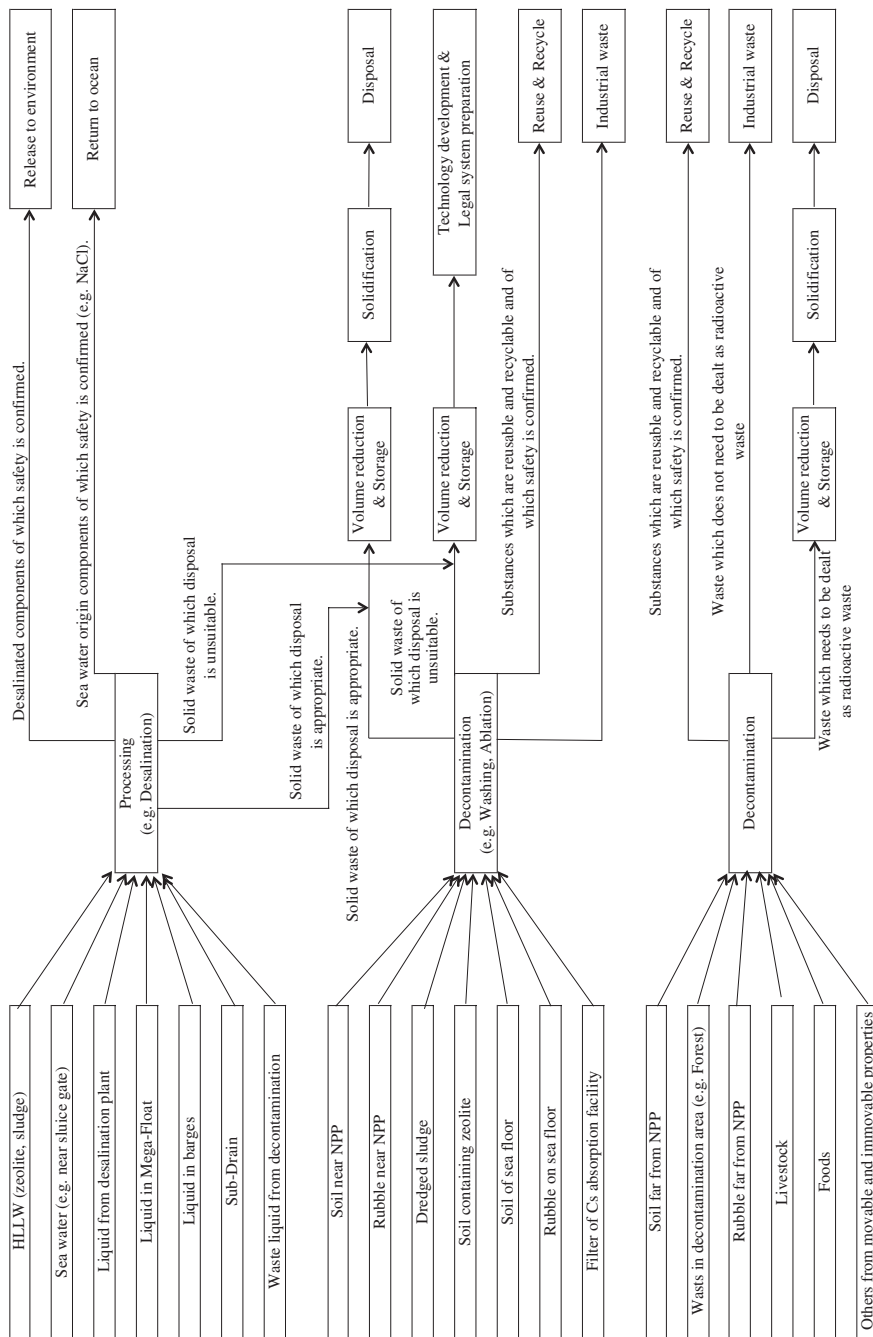 HLLW (zeolite, sludge)
Sea water (e.g. near sluice gate)
Liquid from desalination plant
Liquid in Mega-Float
Liquid in barges
Sub-Drain
Waste liquid from decontamination
Processing
(e.g. Desalination)
Desalinated components of which safety is confirmed.
Release to environment
Sea water origin components of which safety is confirmed (e.g. NaCl).
Return to ocean
Solid waste of which disposal
is unsuitable.
Solid waste of which disposal
is appropriate.
Soil near NPP
Rubble near NPP
Dredged sludge
Soil containing zeolite
Soil of sea floor
Rubble on sea floor
Filter of Cs absorption facility
Decontamination
(e.g. Washing, Ablation)
Solid waste of which disposal is appropriate.
Volume reduction
& Storage
Solidification
Disposal
Solid waste of
which disposal is
unsuitable.
Volume reduction
& Storage
Technology development &
Legal system preparation
Substances which are reusable and recyclable and of
which safety is confirmed.
Reuse & Recycle
Industrial waste
Soil far from NPP
Wasts in decontamination area (e.g. Forest)
Rubble far from NPP
Livestock
Foods
Others from movable and immovable properties
Decontamination
Substances which are reusable and recyclable and of
which safety is confirmed.
Reuse & Recycle
Waste which does not need to be dealt as radioactive
waste
Industrial waste
Waste which needs to be dealt
as radioactive waste
Volume reduction
& Storage
Solidification
Disposal